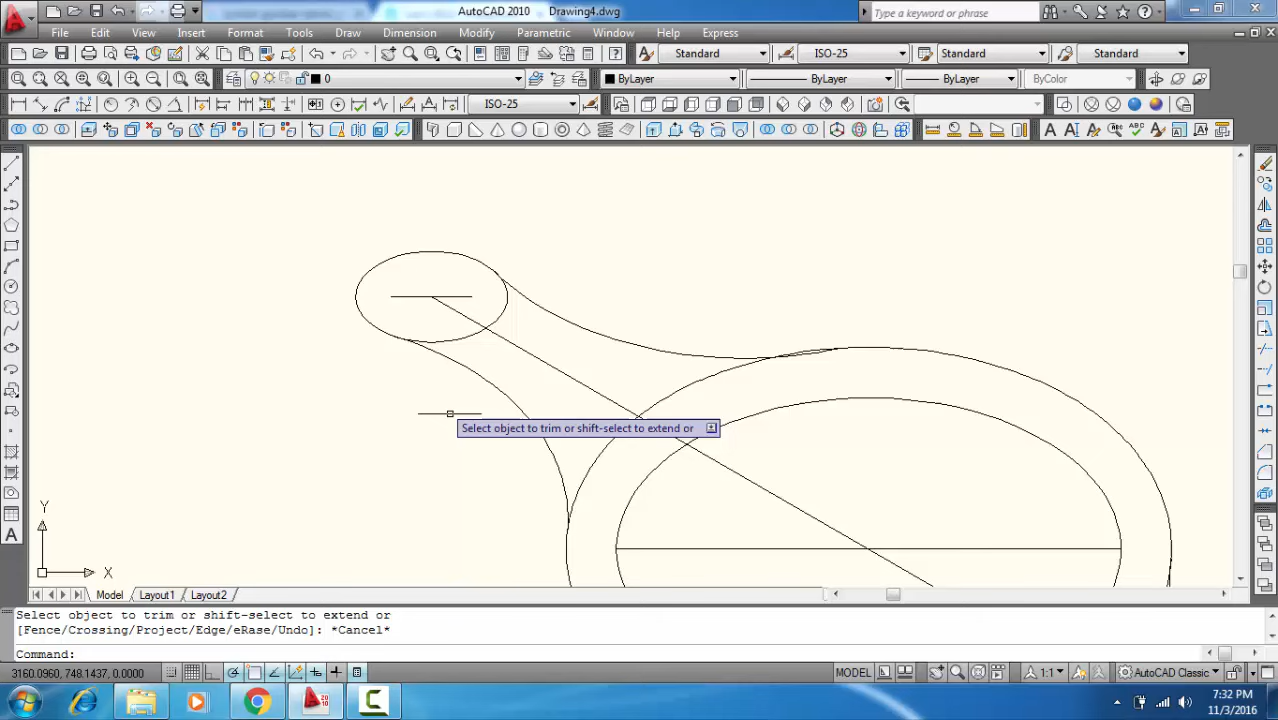 AutoCAD 2010 Drawing4.dwg
Type a keyword or phrase
File Edit View Insert Format Tools Draw Dimension Modify Parametric Window Help Express
Standard ISO-25 Standard Standard
0 ByLayer ByLayer ByLayer ByColor
ISO-25
Select object to trim or shift-select to extend or
Y
X
Model Layout1 Layout2
Select object to trim or shift-select to extend or
[Fence/Crossing/Project/Edge/eRase/Undo]: *Cancel*
Command:
3160.0960, 748.1437, 0.0000 MODEL 1:1 AutoCAD Classic
7:32 PM
11/3/2016